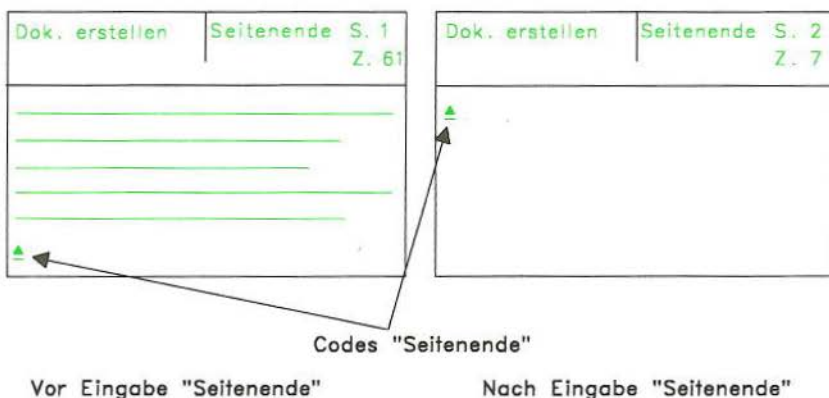 Dok. erstellen Seitenende S. 1
Z. 61
Dok. erstellen Seitenende S. 2
Z. 7
Codes "Seitenende"
Vor Eingabe "Seitenende"
Nach Eingabe "Seitenende"